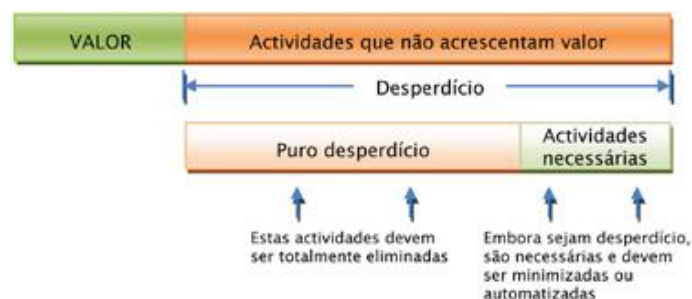 VALOR
Actividades que não acrescentam valor
Desperdício
Puro desperdício
Actividades
necessárias
Estas actividades devem
ser totalmente eliminadas
Embora sejam desperdício,
são necessárias e devem
ser minimizadas ou
automatizadas